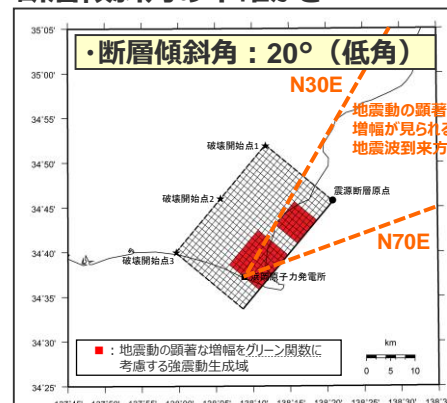 ・断層傾斜角：20°（低角）
35˚05'
35˚00'
34˚55'
34˚50'
34˚45'
34˚40'
34˚35'
34˚30'
34˚25'
N30E
地震動の顕著
増幅が見られる
地震波到来方
破壊開始点1
破壊開始点2
震源断層原点
N70E
破壊開始点3
原子力発電所
■：地震動の顕著な増幅をグリーン関数に
考慮する強震動生成域
km
0 5 10